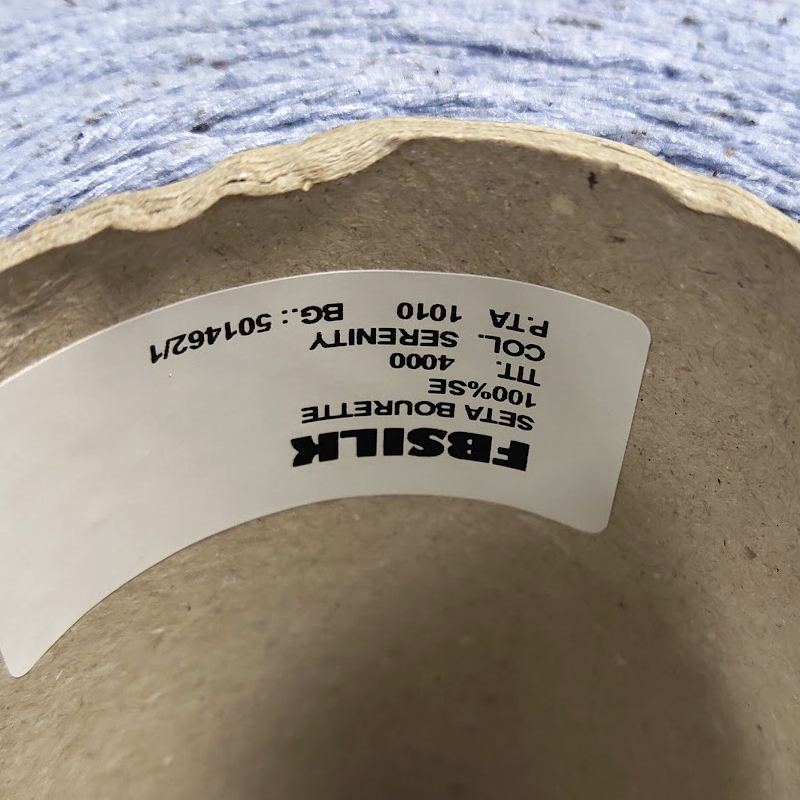 FBSILK
SETA BOURETTE
100%SE
TIT. 4000
COL. SERENITY
P.TA 1010 BG.: 501462/1